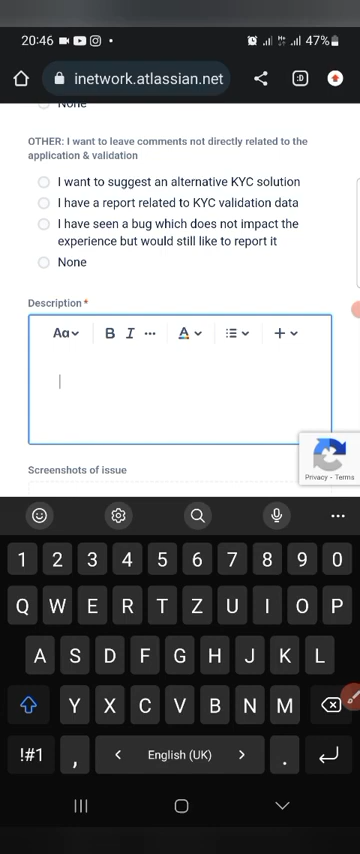 20:46 47%
inetwork.atlassian.net :D
None
OTHER: I want to leave comments not directly related to the
application & validation
I want to suggest an alternative KYC solution
I have a report related to KYC validation data
I have seen a bug which does not impact the
experience but would still like to report it
None
Description *
Aa B I ... A +
Privacy - Terms
Screenshots of issue
1 2 3 4 5 6 7 8 9 0
Q W E R T Z U I O P
A S D F G H J K L
Y X C V B N M
!#1 , < English (UK) > .